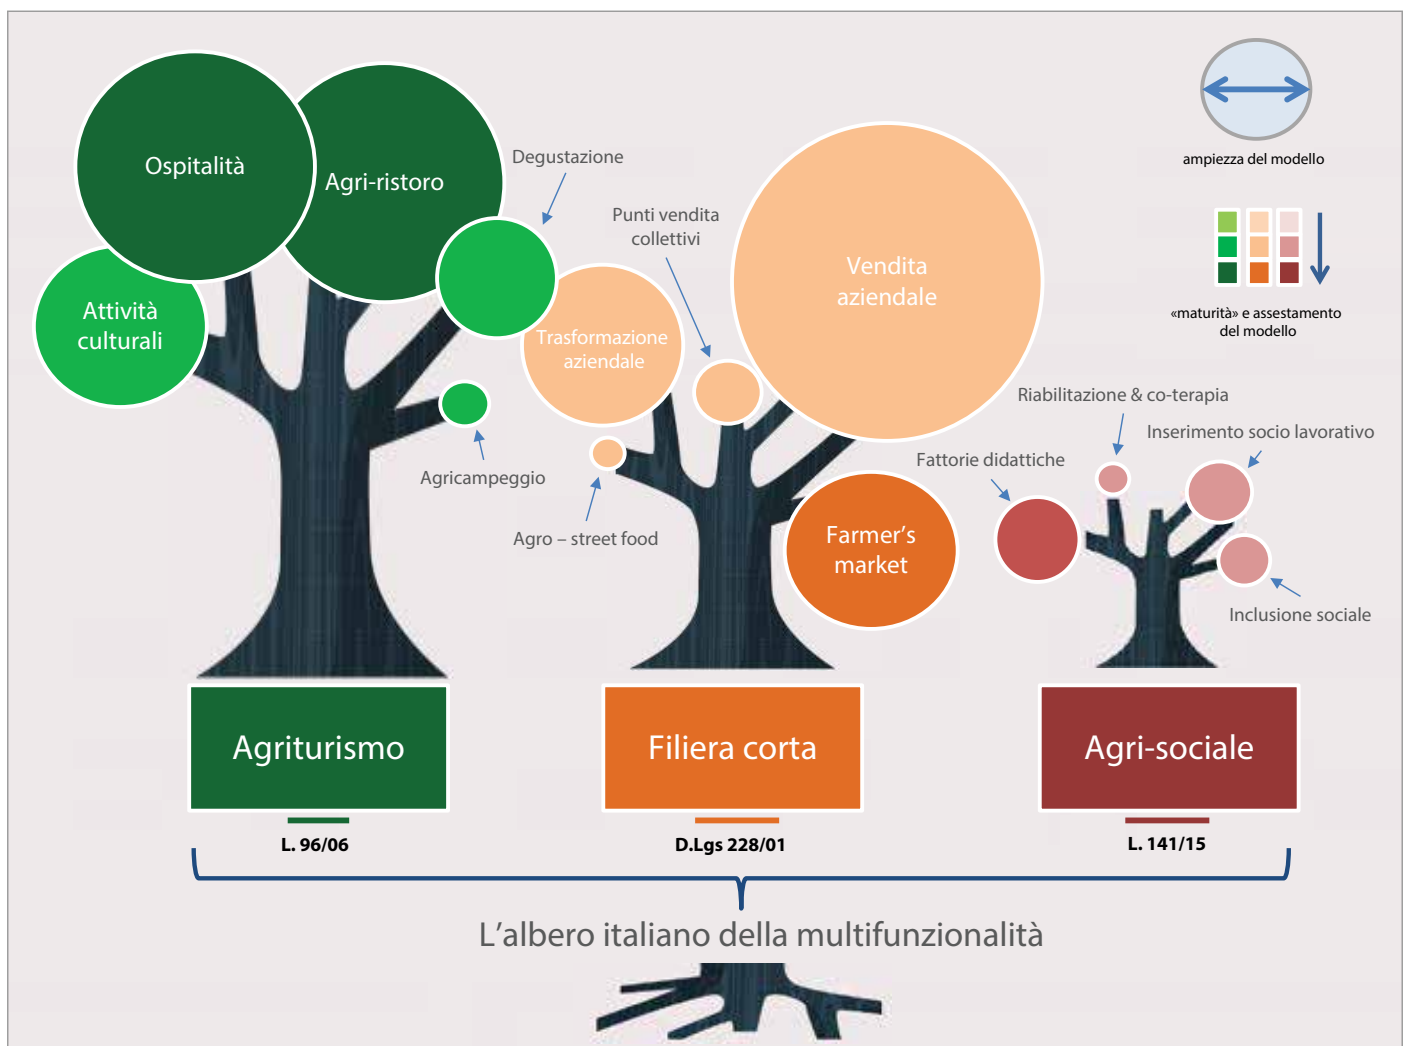 Ospitalità
Agri-ristoro
Attività
culturali
Degustazione
Agricampeggio
Punti vendita
collettivi
Trasformazione
aziendale
Agro – street food
Vendita
aziendale
Farmer's
market
ampiezza del modello
«maturità» e assestamento
del modello
Riabilitazione & co-terapia
Inserimento socio lavorativo
Fattorie didattiche
Inclusione sociale
Agriturismo
Filiera corta
Agri-sociale
L. 96/06
D.Lgs 228/01
L. 141/15
L'albero italiano della multifunzionalità